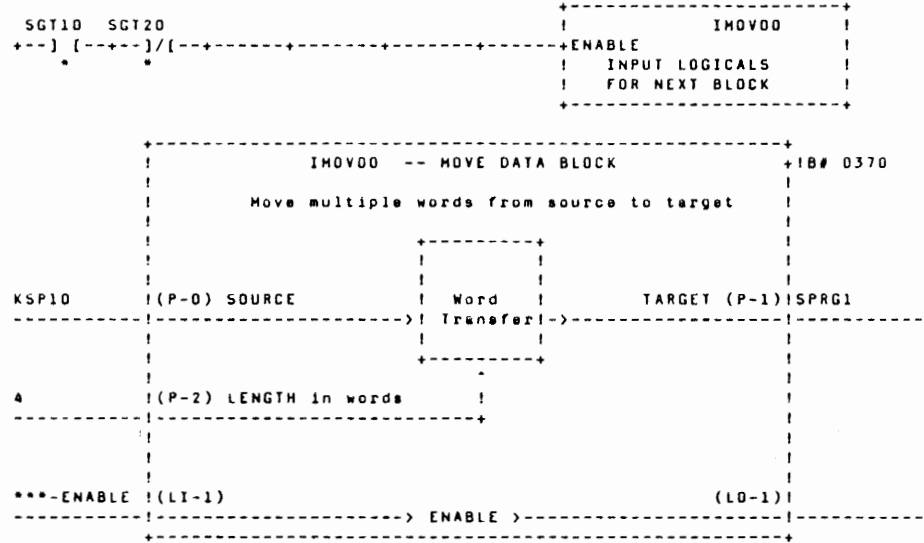 IMOV00
SGT10 SGT20
ENABLE
INPUT LOGICALS
FOR NEXT BLOCK
IMOV00 -- MOVE DATA BLOCK !B# 0370
Move multiple words from source to target
KSP10 (P-0) SOURCE Word TARGET (P-1) SPRG1
Transfer
4 (P-2) LENGTH in words
***-ENABLE (LI-1) (LO-1)
ENABLE